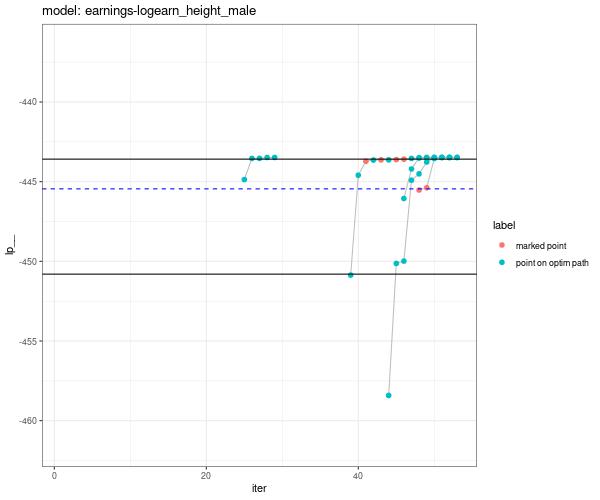 model: earnings-logearn_height_male
-440
-445
-450
-455
-460
lp__
0
20
40
iter
label
marked point
point on optim path